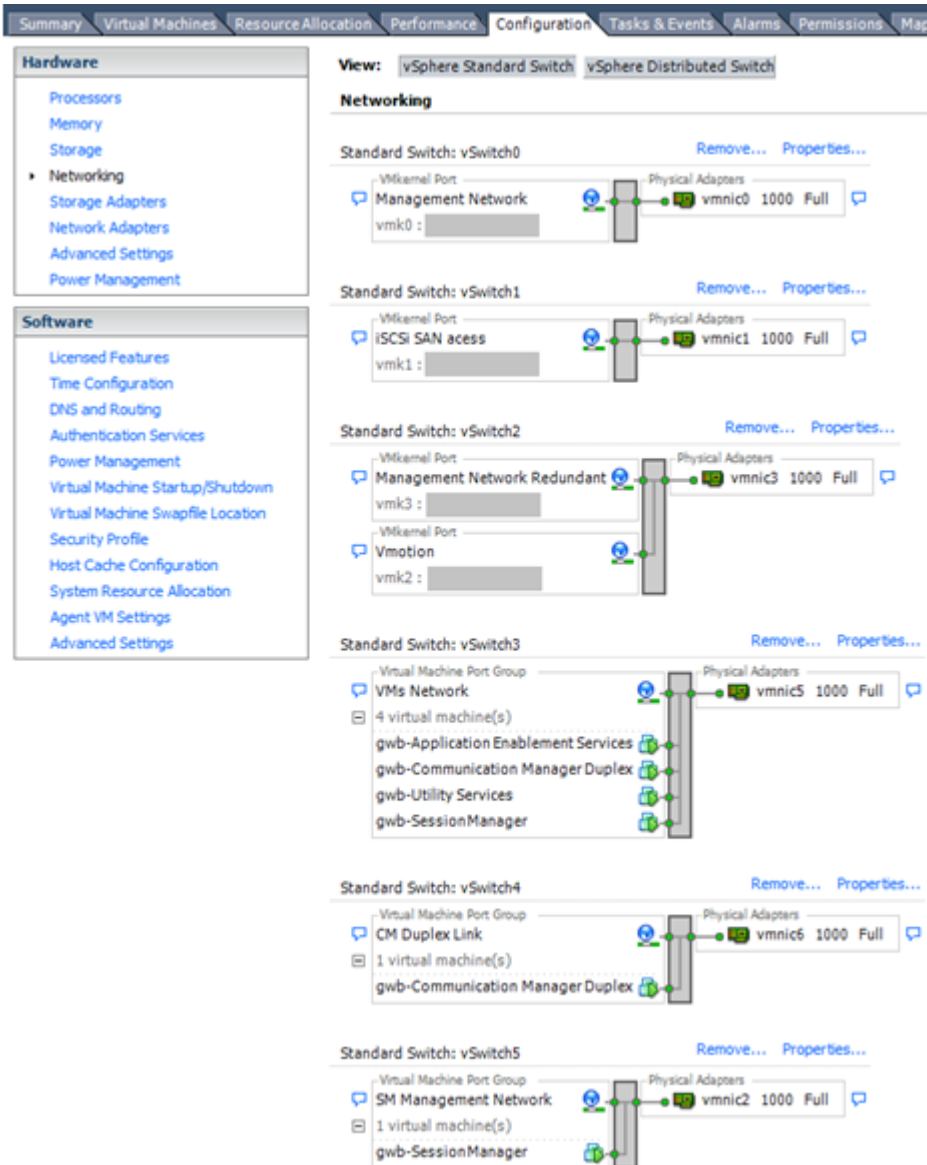 Summary Virtual Machines Resource Allocation Performance Configuration Tasks & Events Alarms Permissions Map
Hardware
Processors
Memory
Storage
Networking
Storage Adapters
Network Adapters
Advanced Settings
Power Management
Software
Licensed Features
Time Configuration
DNS and Routing
Authentication Services
Power Management
Virtual Machine Startup/Shutdown
Virtual Machine Swapfile Location
Security Profile
Host Cache Configuration
System Resource Allocation
Agent VM Settings
Advanced Settings
View: vSphere Standard Switch vSphere Distributed Switch
Networking
Standard Switch: vSwitch0 Remove... Properties...
VMkernel Port Physical Adapters
Management Network vmnic0 1000 Full
vmk0 :
Standard Switch: vSwitch1 Remove... Properties...
VMkernel Port Physical Adapters
iSCSi SAN acess vmnic1 1000 Full
vmk1 :
Standard Switch: vSwitch2 Remove... Properties...
VMkernel Port Physical Adapters
Management Network Redundant vmnic3 1000 Full
vmk3 :
VMkernel Port
Vmotion
vmk2 :
Standard Switch: vSwitch3 Remove... Properties...
Virtual Machine Port Group Physical Adapters
VMs Network vmnic5 1000 Full
4 virtual machine(s)
gwb-Application Enablement Services
gwb-Communication Manager Duplex
gwb-Utility Services
gwb-SessionManager
Standard Switch: vSwitch4 Remove... Properties...
Virtual Machine Port Group Physical Adapters
CM Duplex Link vmnic6 1000 Full
1 virtual machine(s)
gwb-Communication Manager Duplex
Standard Switch: vSwitch5 Remove... Properties...
Virtual Machine Port Group Physical Adapters
SM Management Network vmnic2 1000 Full
1 virtual machine(s)
gwb-SessionManager